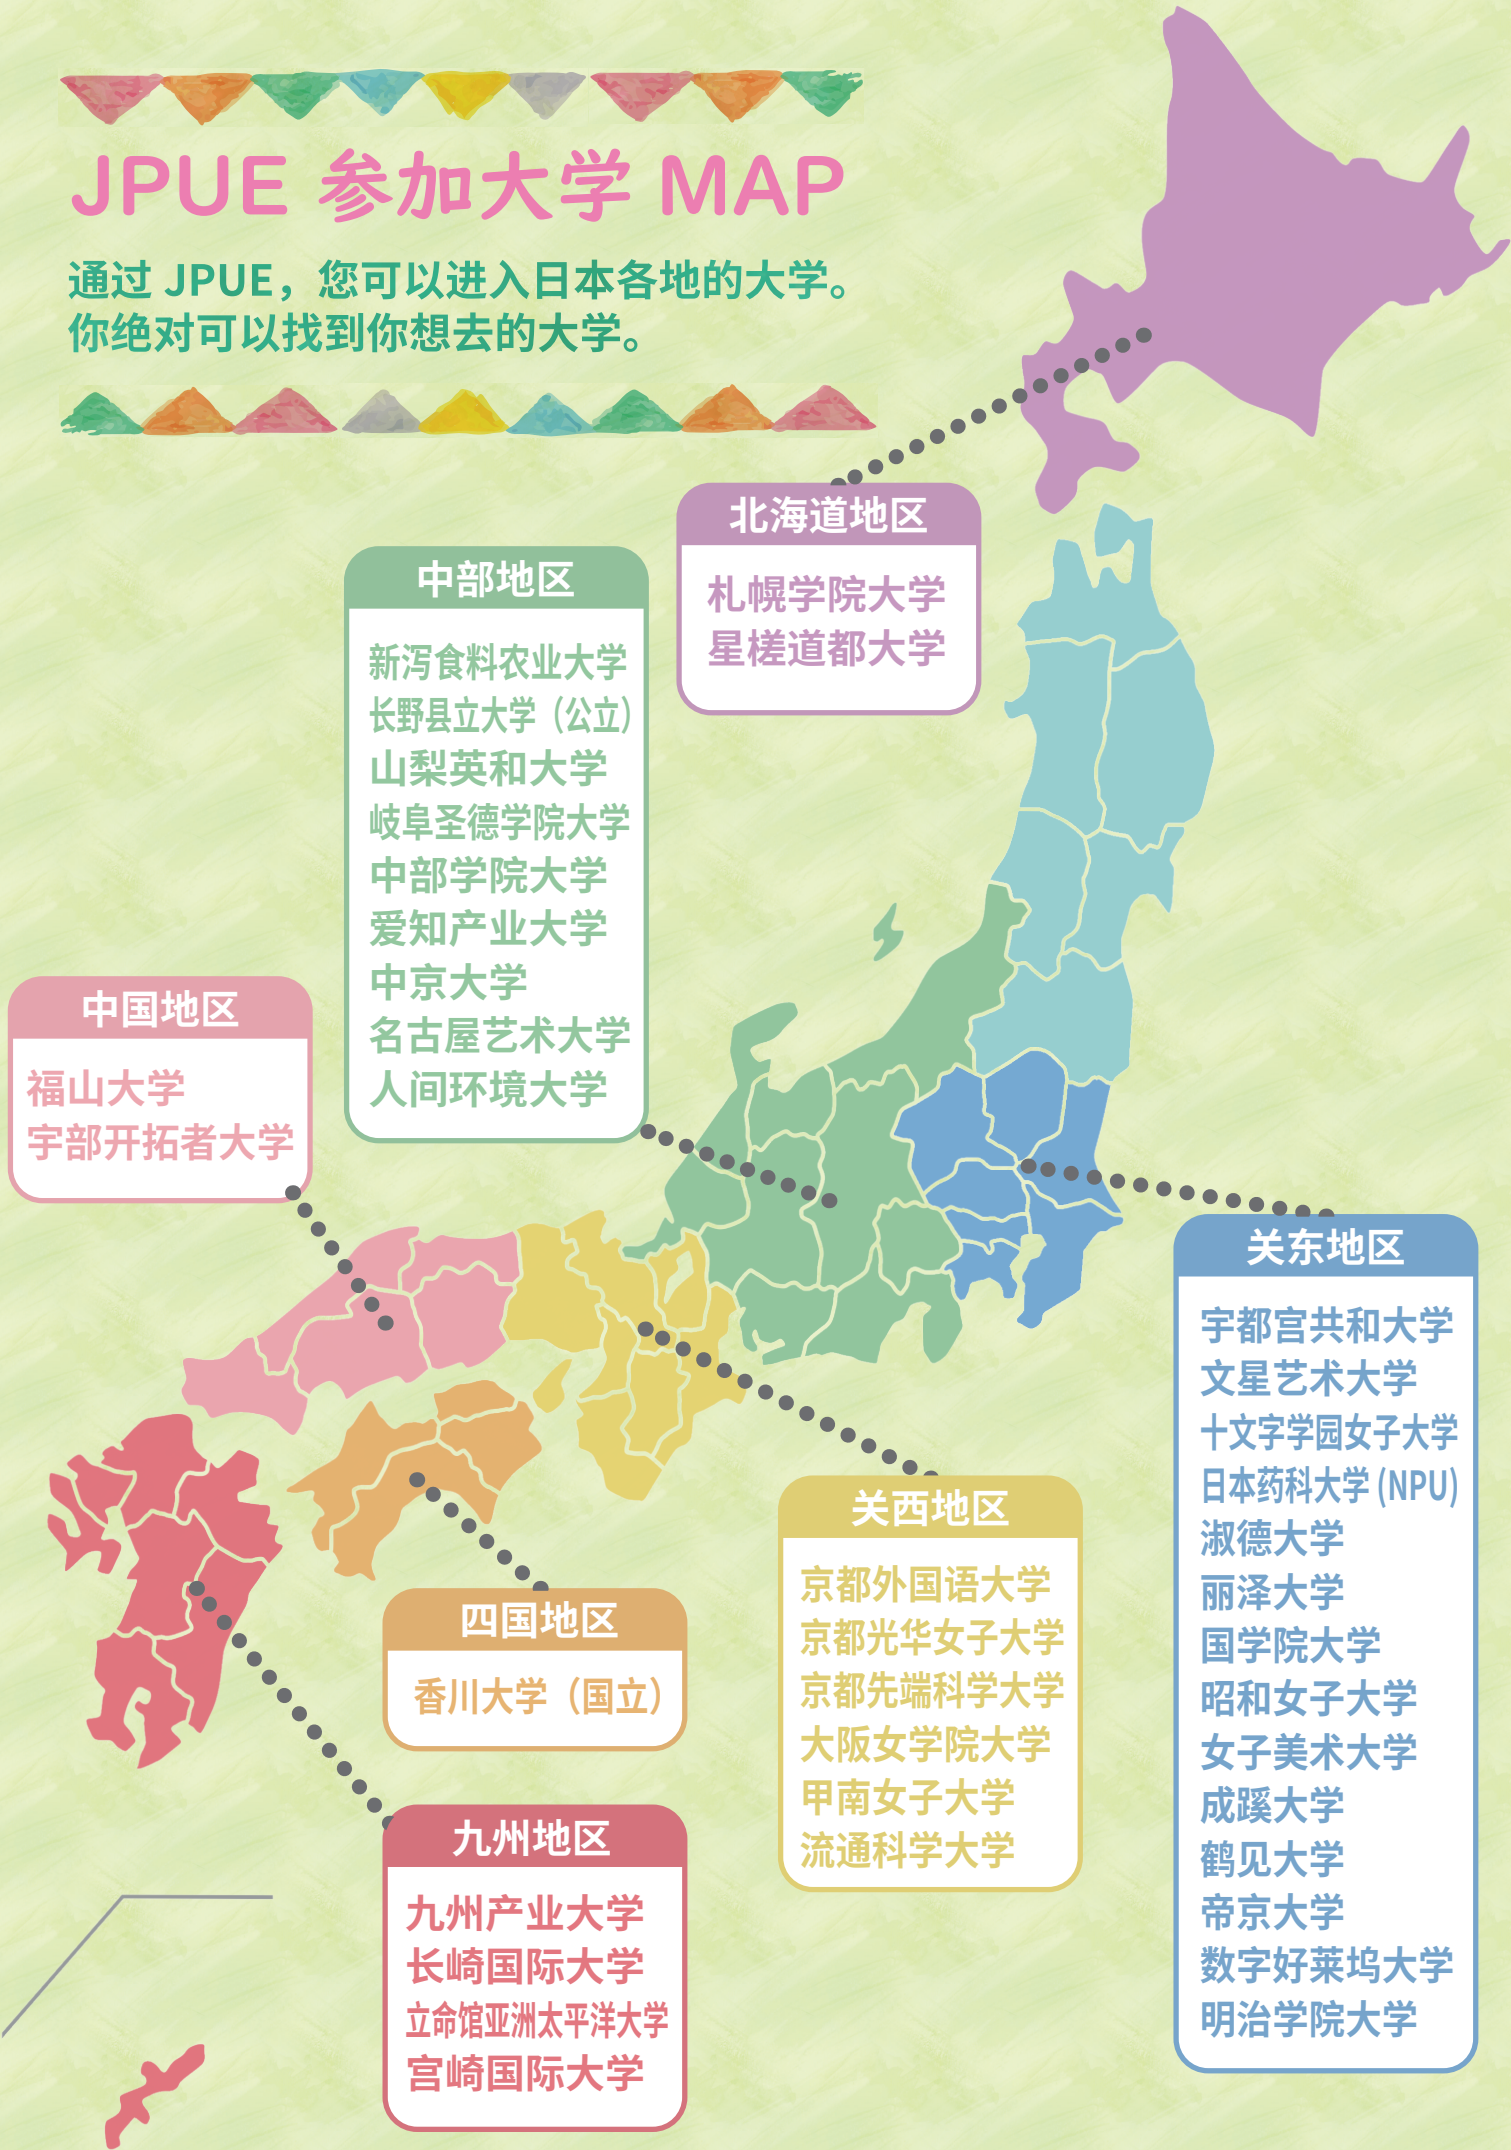 JPUE 参加大学 MAP
通过 JPUE，您可以进入日本各地的大学。
你绝对可以找到你想去的大学。
北海道地区
札幌学院大学
星槎道都大学
中部地区
新泻食料农业大学
长野县立大学（公立）
山梨英和大学
岐阜圣德学院大学
中部学院大学
爱知产业大学
中京大学
名古屋艺术大学
人间环境大学
中国地区
福山大学
宇部开拓者大学
关东地区
宇都宫共和大学
文星艺术大学
十文字学园女子大学
日本药科大学 (NPU)
淑德大学
丽泽大学
国学院大学
昭和女子大学
女子美术大学
成蹊大学
鹤见大学
帝京大学
数字好莱坞大学
明治学院大学
关西地区
京都外国语大学
京都光华女子大学
京都先端科学大学
大阪女学院大学
甲南女子大学
流通科学大学
四国地区
香川大学（国立）
九州地区
九州产业大学
长崎国际大学
立命馆亚洲太平洋大学
宫崎国际大学